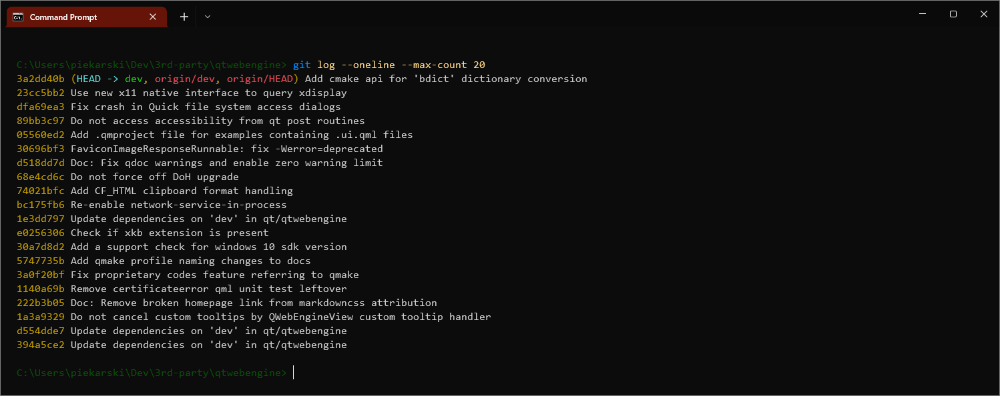 Command Prompt
C:\Users\piekarski\Dev\3rd-party\qtwebengine> git log --oneline --max-count 20
3a2dd40b (HEAD -> dev, origin/dev, origin/HEAD) Add cmake api for 'bdict' dictionary conversion
23cc5bb2 Use new x11 native interface to query xdisplay
dfa69ea3 Fix crash in Quick file system access dialogs
89bb3c97 Do not access accessibility from qt post routines
05560ed2 Add .qmproject file for examples containing .ui.qml files
30696bf3 FaviconImageResponseRunnable: fix -Werror=deprecated
d518dd7d Doc: Fix qdoc warnings and enable zero warning limit
68e4cd6c Do not force off DoH upgrade
74021bfc Add CF_HTML clipboard format handling
bc175fb6 Re-enable network-service-in-process
1e3dd797 Update dependencies on 'dev' in qt/qtwebengine
e0256306 Check if xkb extension is present
30a7d8d2 Add a support check for windows 10 sdk version
5747735b Add qmake profile naming changes to docs
3a0f20bf Fix proprietary codes feature referring to qmake
1140a69b Remove certificateerror qml unit test leftover
222b3b05 Doc: Remove broken homepage link from markdowncss attribution
1a3a9329 Do not cancel custom tooltips by QWebEngineView custom tooltip handler
d554dde7 Update dependencies on 'dev' in qt/qtwebengine
394a5ce2 Update dependencies on 'dev' in qt/qtwebengine
C:\Users\piekarski\Dev\3rd-party\qtwebengine>